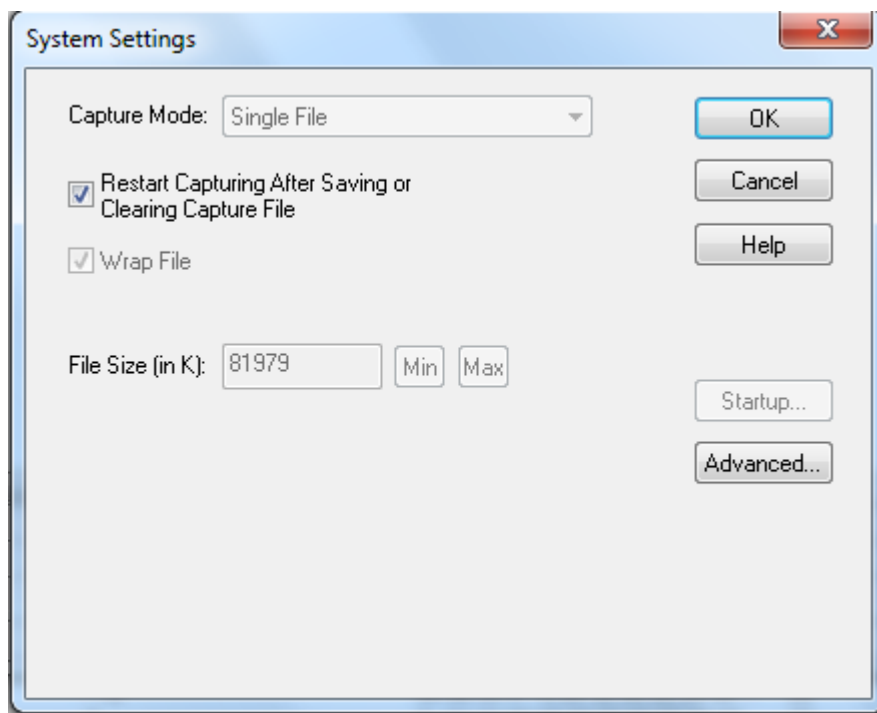 System Settings
Capture Mode: Single File
OK
Restart Capturing After Saving or
Clearing Capture File
Cancel
Wrap File
Help
File Size (in K): 81979 Min Max
Startup...
Advanced...